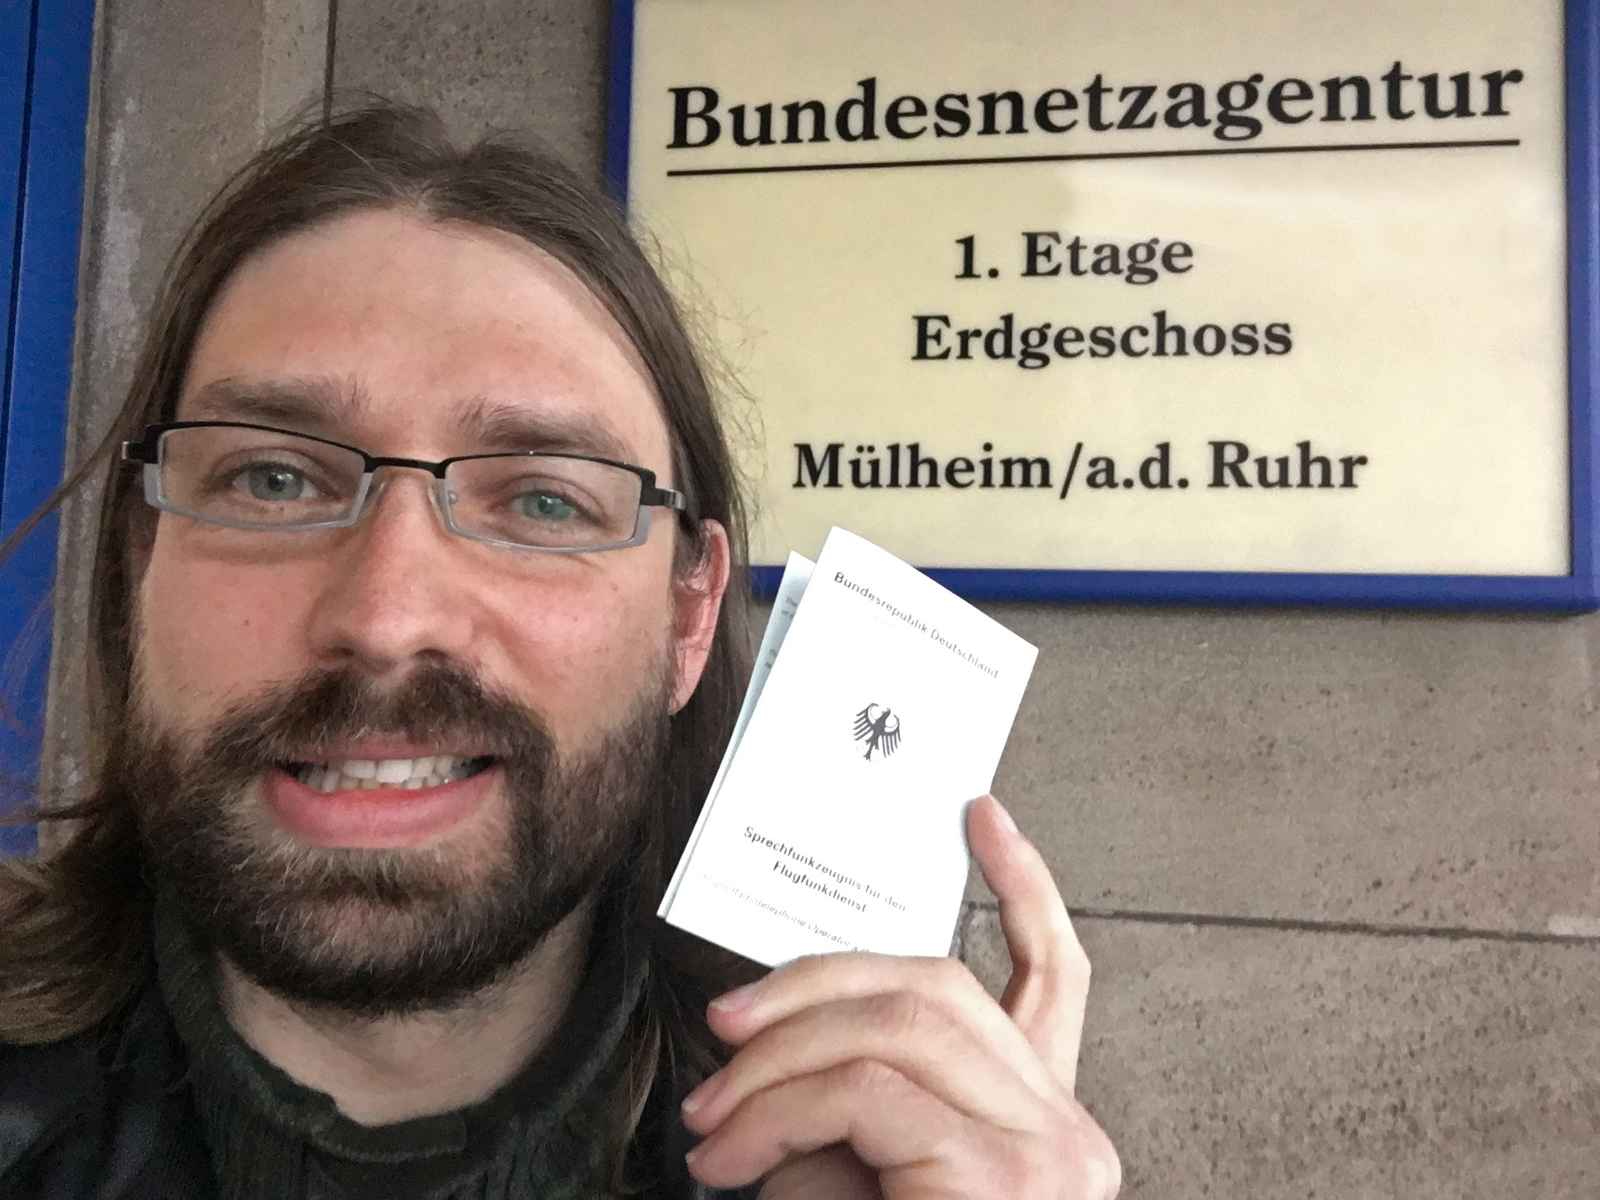 Bundesnetzagentur
1. Etage
Erdgeschoss
Mülheim/a.d. Ruhr
Bundesrepublik Deutschland
Sprechfunkzeugnis für den
Flugfunkdienst